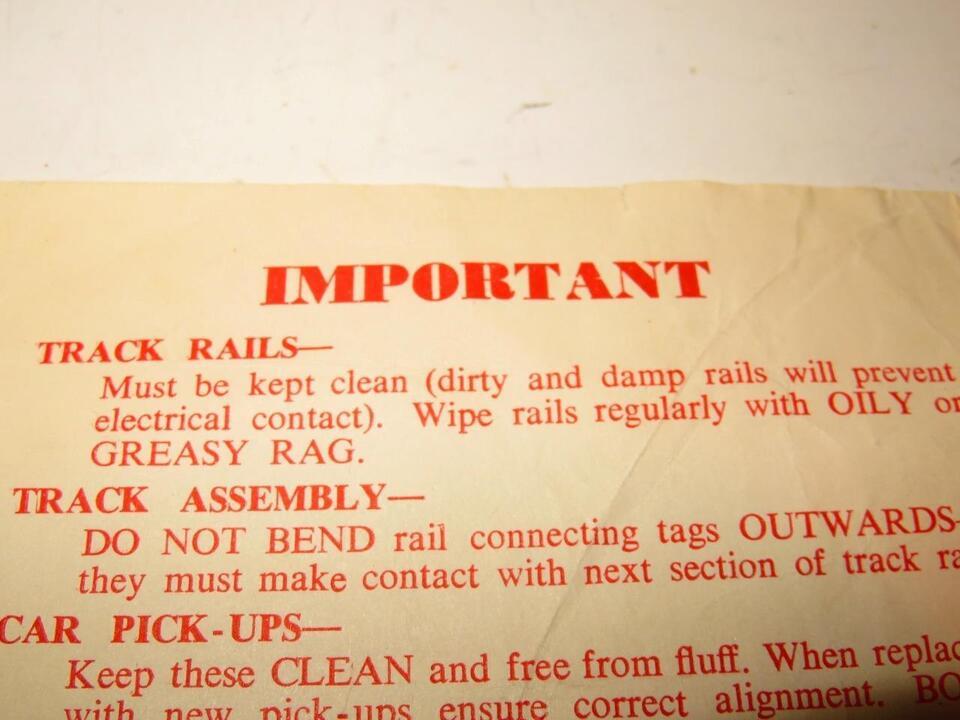 IMPORTANT
TRACK RAILS—
Must be kept clean (dirty and damp rails will prevent
electrical contact). Wipe rails regularly with OILY or
GREASY RAG.
TRACK ASSEMBLY—
DO NOT BEND rail connecting tags OUTWARDS—
they must make contact with next section of track
CAR PICK-UPS—
Keep these CLEAN and free from fluff. When
with new pick-ups ensure correct alignment.